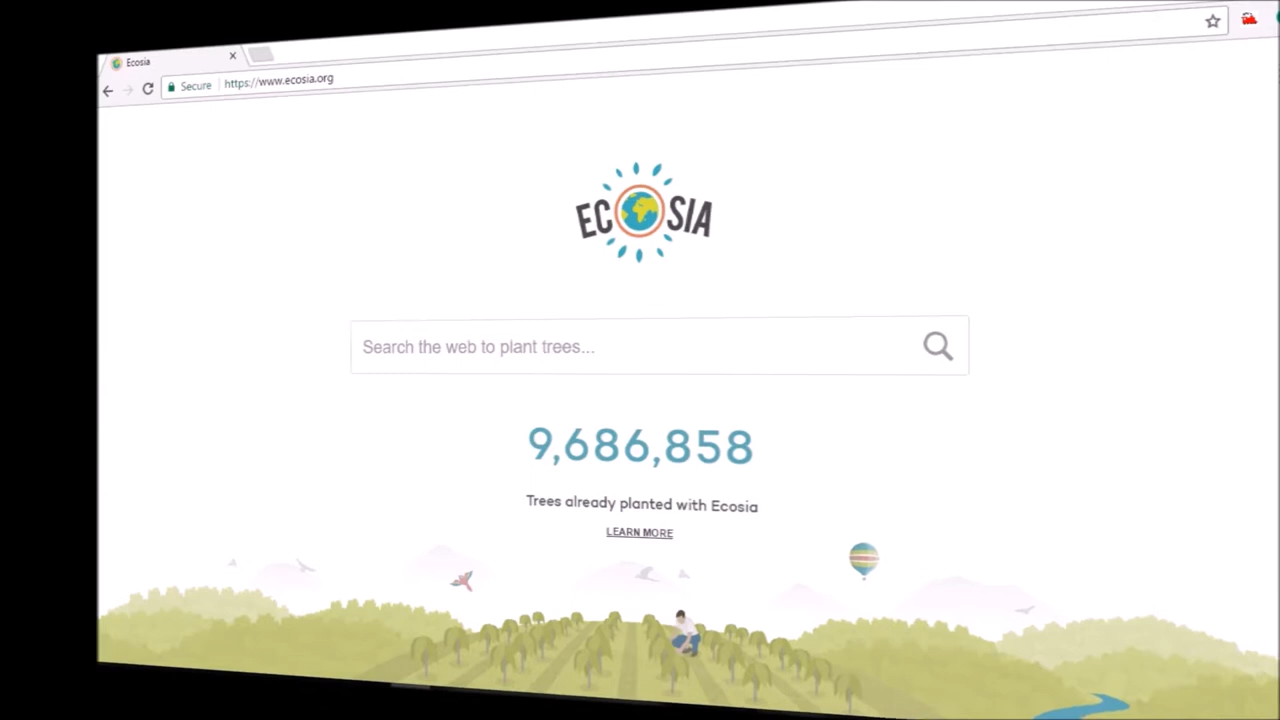 Ecosia
Secure
https://www.ecosia.org
ECOSIA
Search the web to plant trees...
9,686,858
Trees already planted with Ecosia
LEARN MORE